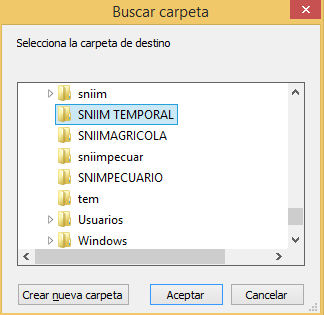 Buscar carpeta
Selecciona la carpeta de destino
sniim
SNIIM TEMPORAL
SNIIMAGRICOLA
sniimpecuar
SNIMPECUARIO
tem
Usuarios
Windows
Crear nueva carpeta
Aceptar
Cancelar